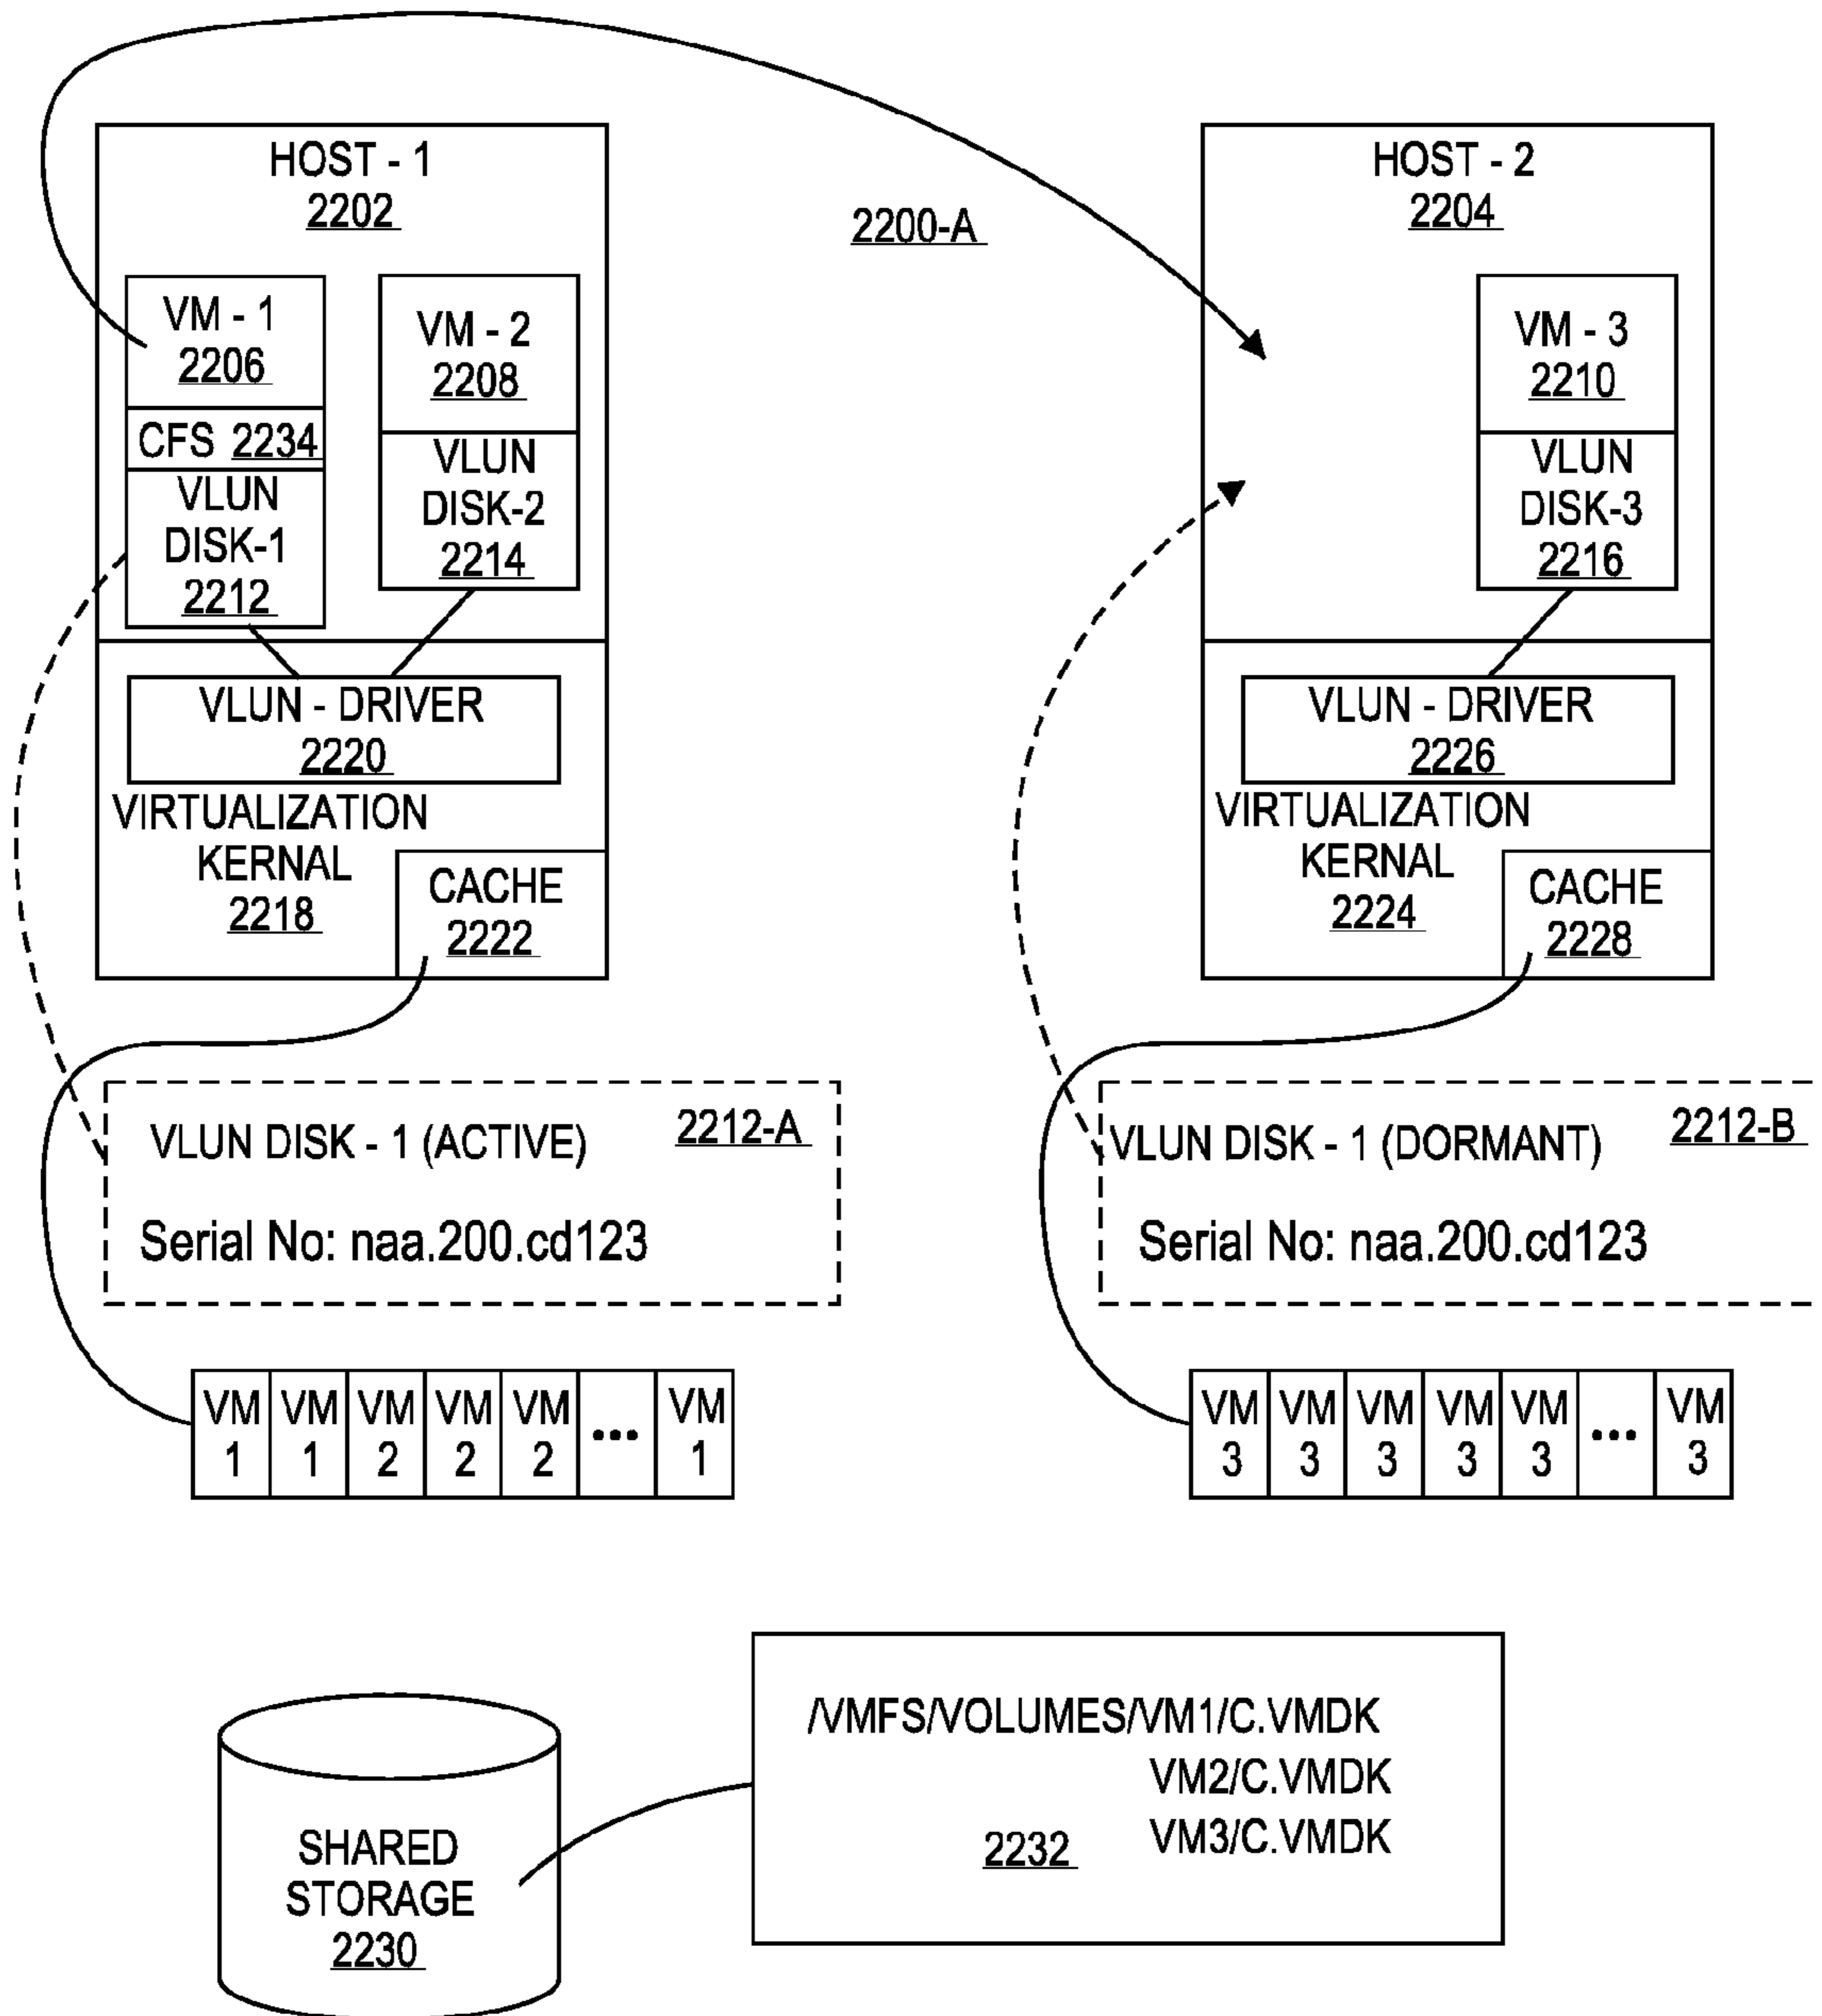 HOST - 1
2202
VM - 1
2206
CFS 2234
VLUN
DISK-1
2212
VM - 2
2208
VLUN
DISK-2
2214
VLUN - DRIVER
2220
VIRTUALIZATION
KERNAL
2218
CACHE
2222
2200-A
HOST - 2
2204
VM - 3
2210
VLUN
DISK-3
2216
VLUN - DRIVER
2226
VIRTUALIZATION
KERNAL
2224
CACHE
2228
VLUN DISK - 1 (ACTIVE) 2212-A
Serial No: naa.200.cd123
VLUN DISK - 1 (DORMANT) 2212-B
Serial No: naa.200.cd123
VM VM VM VM VM ... VM
1 1 2 2 2 1
VM VM VM VM VM ... VM
3 3 3 3 3 3
SHARED
STORAGE
2230
/VMFS/VOLUMES/VM1/C.VMDK
VM2/C.VMDK
VM3/C.VMDK
2232